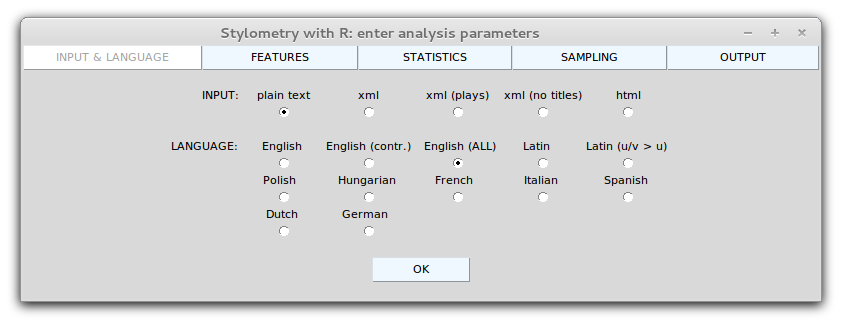 Stylometry with R: enter analysis parameters
INPUT & LANGUAGE FEATURES STATISTICS SAMPLING OUTPUT
INPUT: plain text xml xml (plays) xml (no titles) html
LANGUAGE: English English (contr.) English (ALL) Latin Latin (u/v > u)
Polish Hungarian French Italian Spanish
Dutch German
OK